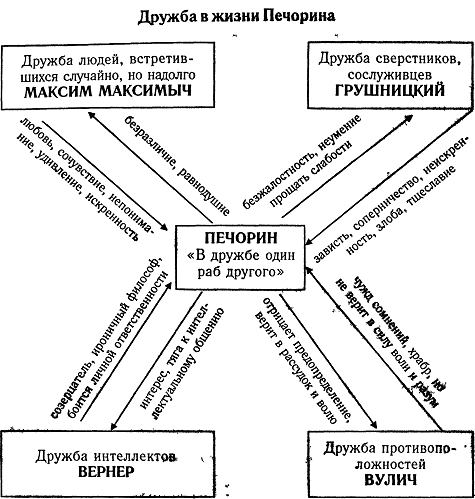 Дружба в жизни Печорина
Дружба людей, встретив-
шихся случайно, но надолго
МАКСИМ МАКСИМЫЧ
Дружба сверстников,
сослуживцев
ГРУШНИЦКИЙ
любовь, сочувствие, непонима-
ние, удивление, искренность
безразличие, равнодушие
безжалостность, неумение
прощать слабости
зависть, соперничество, неискрен-
ность, злоба, тщеславие
ПЕЧОРИН
«В дружбе один
раб другого»
созерцатель, ироничный философ,
боится личной ответственности
интерес, тяга к интел-
лектуальному общению
отрицает предопределение,
верит в рассудок и волю
чужд сомнений, храбр, но
не верит в силу воли и разум
Дружба интеллектов
ВЕРНЕР
Дружба противопо-
ложностей
ВУЛИЧ